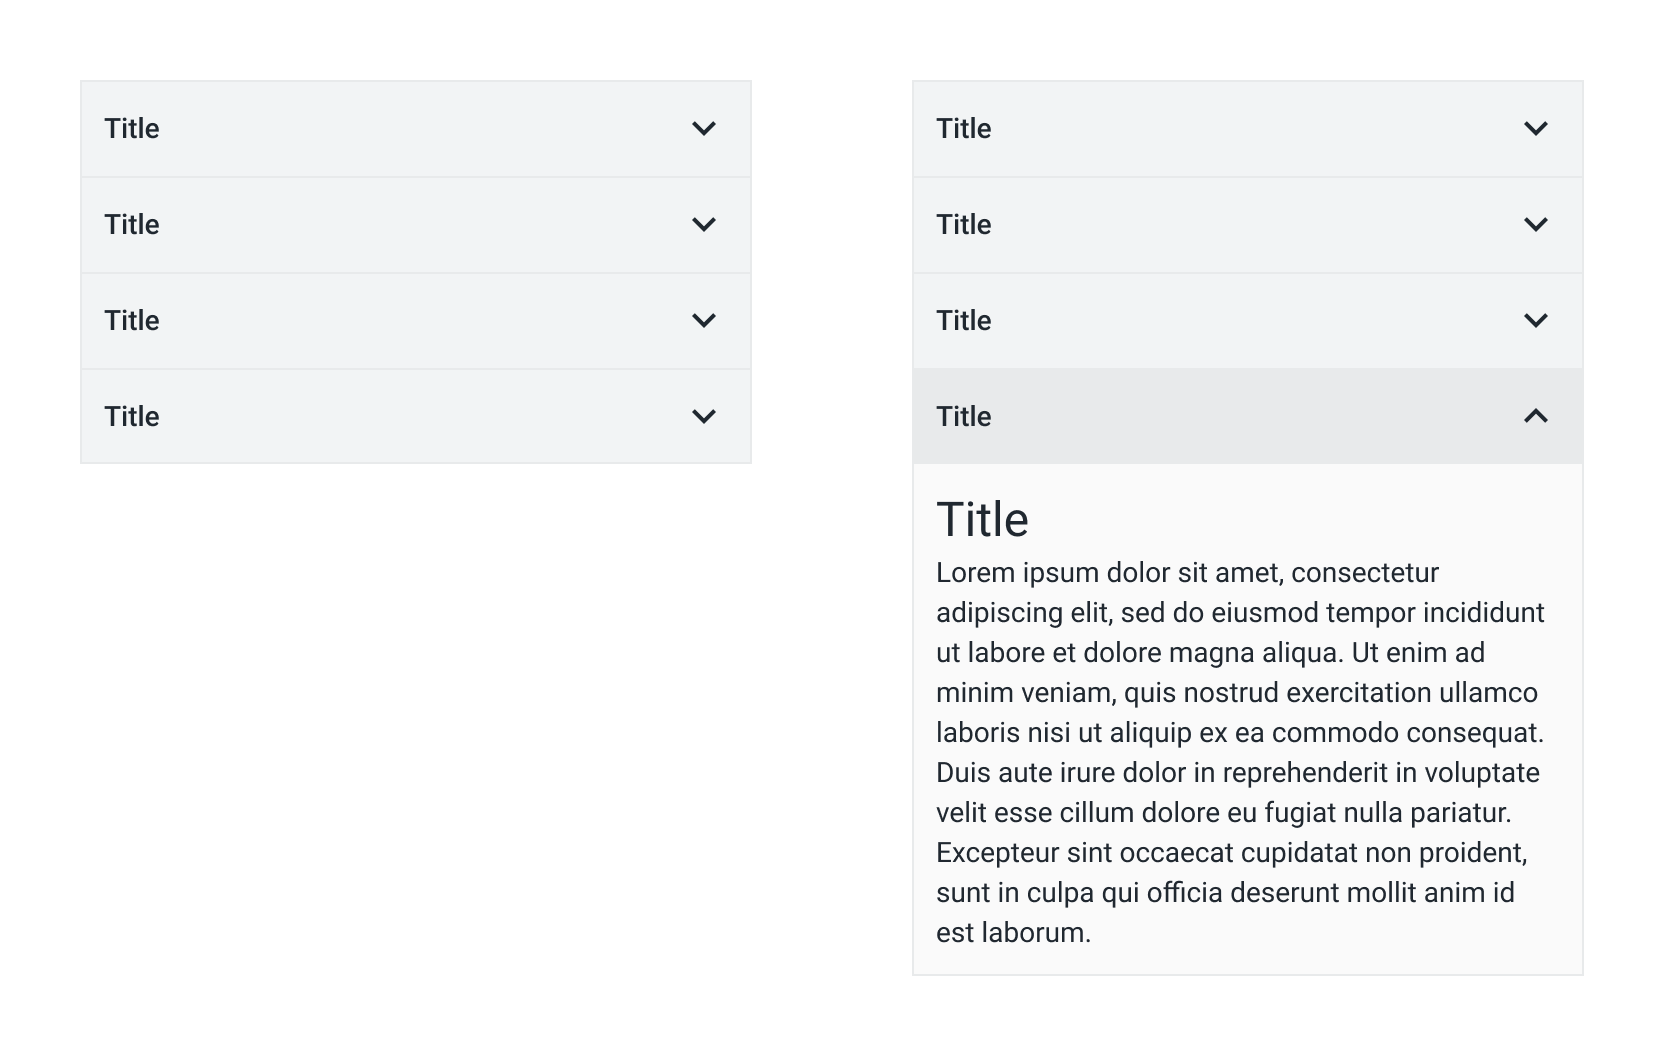 Title
Title
Title
Title
Title
Title
Title
Title
Title
Lorem ipsum dolor sit amet, consectetur
adipiscing elit, sed do eiusmod tempor incididunt
ut labore et dolore magna aliqua. Ut enim ad
minim veniam, quis nostrud exercitation ullamco
laboris nisi ut aliquip ex ea commodo consequat.
Duis aute irure dolor in reprehenderit in voluptate
velit esse cillum dolore eu fugiat nulla pariatur.
Excepteur sint occaecat cupidatat non proident,
sunt in culpa qui officia deserunt mollit anim id
est laborum.